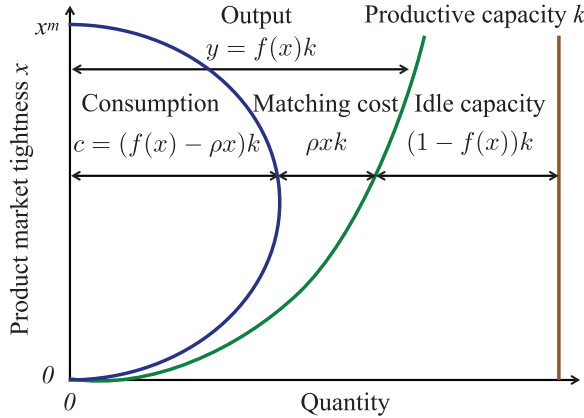 Output
Productive capacity k
x^m
y = f(x)k
Consumption
Matching cost
Idle capacity
c = (f(x) − ρx)k
ρxk
(1 − f(x))k
Product market tightness x
0
0
Quantity